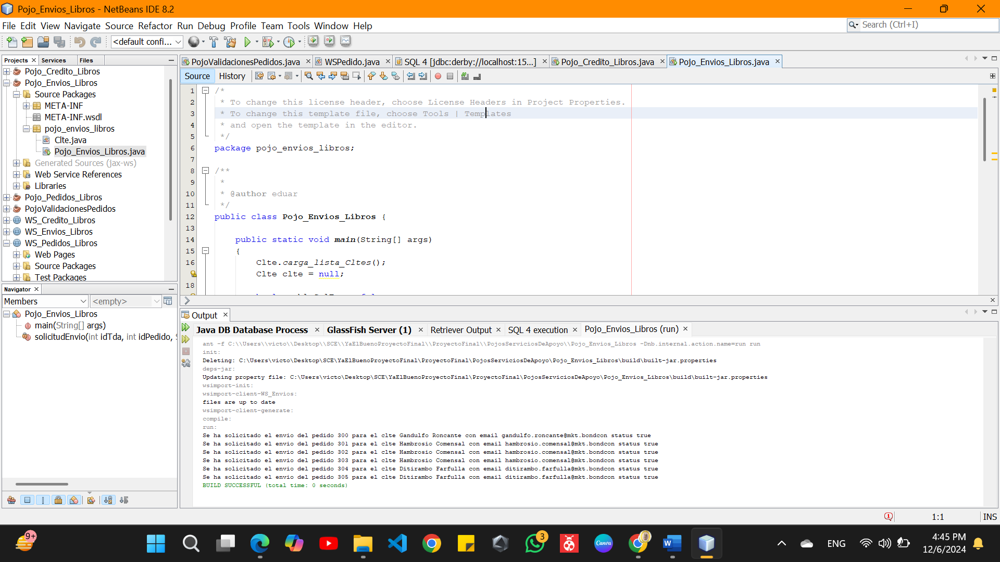 Pojo_Envios_Libros - NetBeans IDE 8.2
File Edit View Navigate Source Refactor Run Debug Profile Team Tools Window Help
Search (Ctrl+I)
<default confi...
Projects Services Files
Pojo_Credito_Libros
Pojo_Envios_Libros
Source Packages
META-INF
META-INF.wsdl
pojo_envios_libros
Clte.java
Pojo_Envios_Libros.java
Generated Sources (jax-ws)
Web Service References
Libraries
Pojo_Pedidos_Libros
PojoValidacionesPedidos
WS_Credito_Libros
WS_Envios_Libros
WS_Pedidos_Libros
Web Pages
Source Packages
Test Packages
Navigator
Members <empty>
Pojo_Envios_Libros
main(String[] args)
solicitudEnvio(int idTda, int idPedido, S
PojoValidacionesPedidos.java WSPedido.java SQL 4 [jdbc:derby://localhost:15...] Pojo_Credito_Libros.java Pojo_Envios_Libros.java
Source History
1 /*
2 * To change this license header, choose License Headers in Project Properties.
3 * To change this template file, choose Tools | Templates
4 * and open the template in the editor.
5 */
6 package pojo_envios_libros;
7
8 /**
9 *
10 * @author eduar
11 */
12 public class Pojo_Envios_Libros {
13
14 public static void main(String[] args)
15 {
16 Clte.carga_lista_Cltes();
Clte clte = null;
18
Output
Java DB Database Process GlassFish Server (1) Retriever Output SQL 4 execution Pojo_Envios_Libros (run)
ant -f C:\\Users\\victo\\Desktop\\SCE\\YaElBuenoProyectoFinal\\ProyectoFinal\\PojosServiciosDeApoyo\\Pojo_Envios_Libros -Dnb.internal.action.name=run run
init:
Deleting: C:\Users\victo\Desktop\SCE\YaElBuenoProyectoFinal\ProyectoFinal\PojosServiciosDeApoyo\Pojo_Envios_Libros\build\built-jar.properties
deps-jar:
Updating property file: C:\Users\victo\Desktop\SCE\YaElBuenoProyectoFinal\ProyectoFinal\PojosServiciosDeApoyo\Pojo_Envios_Libros\build\built-jar.properties
wsimport-init:
wsimport-client-WS_Envios:
files are up to date
wsimport-client-generate:
compile:
run:
Se ha solicitado el envio del pedido 300 para el clte Gandulfo Roncante con email gandulfo.roncante@mkt.bondcon status true
Se ha solicitado el envio del pedido 301 para el clte Hambrosio Comensal con email hambrosio.comensal@mkt.bondcon status true
Se ha solicitado el envio del pedido 302 para el clte Hambrosio Comensal con email hambrosio.comensal@mkt.bondcon status true
Se ha solicitado el envio del pedido 303 para el clte Hambrosio Comensal con email hambrosio.comensal@mkt.bondcon status true
Se ha solicitado el envio del pedido 304 para el clte Ditirambo Farfulla con email ditirambo.farfulla@mkt.bondcon status true
Se ha solicitado el envio del pedido 305 para el clte Ditirambo Farfulla con email ditirambo.farfulla@mkt.bondcon status true
BUILD SUCCESSFUL (total time: 0 seconds)
1:1 INS
9+
Canva
3
ENG
4:45 PM
12/6/2024